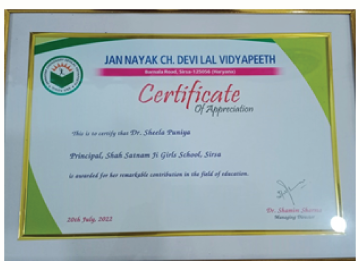 JAN NAYAK CH. DEVI LAL VIDYAPEETH
Barnala Road, Sirsa-125056 (Haryana)
Certificate
Of Appreciation
This is to certify that Dr. Sheela Puniya
Principal, Shah Satnam Ji Girls School, Sirsa
is awarded for her remarkable contribution in the field of education.
20th July, 2022
Dr. Shamim Sharma
Managing Director